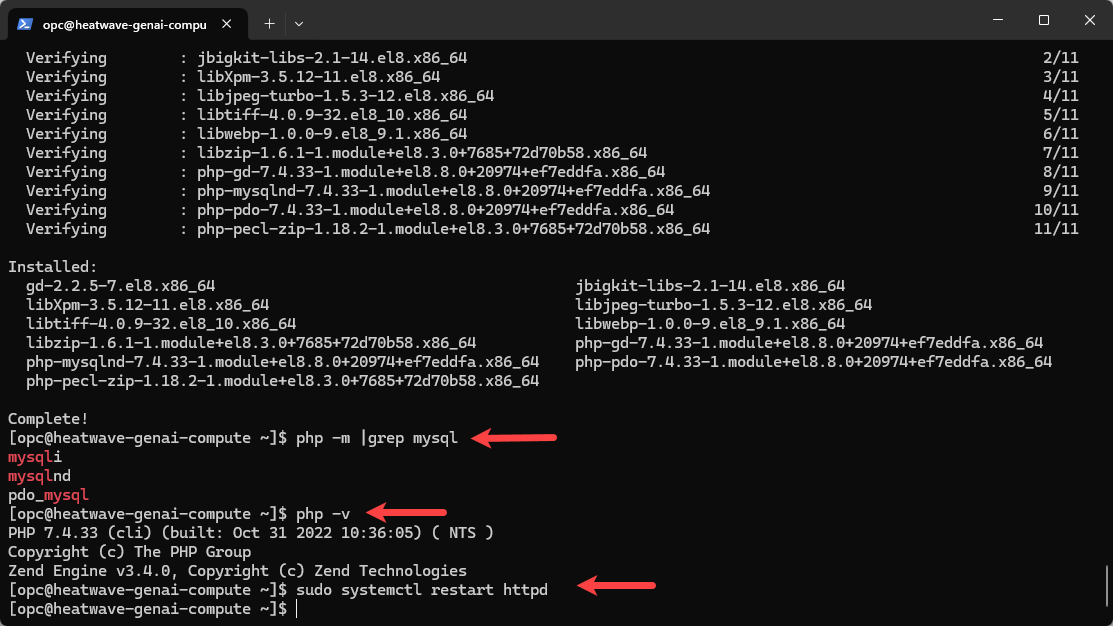 opc@heatwave-genai-compu
Verifying : jbigkit-libs-2.1-14.el8.x86_64 2/11
Verifying : libXpm-3.5.12-11.el8.x86_64 3/11
Verifying : libjpeg-turbo-1.5.3-12.el8.x86_64 4/11
Verifying : libtiff-4.0.9-32.el8_10.x86_64 5/11
Verifying : libwebp-1.0.0-9.el8_9.1.x86_64 6/11
Verifying : libzip-1.6.1-1.module+el8.3.0+7685+72d70b58.x86_64 7/11
Verifying : php-gd-7.4.33-1.module+el8.8.0+20974+ef7eddfa.x86_64 8/11
Verifying : php-mysqlnd-7.4.33-1.module+el8.8.0+20974+ef7eddfa.x86_64 9/11
Verifying : php-pdo-7.4.33-1.module+el8.8.0+20974+ef7eddfa.x86_64 10/11
Verifying : php-pecl-zip-1.18.2-1.module+el8.3.0+7685+72d70b58.x86_64 11/11
Installed:
gd-2.2.5-7.el8.x86_64 jbigkit-libs-2.1-14.el8.x86_64
libXpm-3.5.12-11.el8.x86_64 libjpeg-turbo-1.5.3-12.el8.x86_64
libtiff-4.0.9-32.el8_10.x86_64 libwebp-1.0.0-9.el8_9.1.x86_64
libzip-1.6.1-1.module+el8.3.0+7685+72d70b58.x86_64 php-gd-7.4.33-1.module+el8.8.0+20974+ef7eddfa.x86_64
php-mysqlnd-7.4.33-1.module+el8.8.0+20974+ef7eddfa.x86_64 php-pdo-7.4.33-1.module+el8.8.0+20974+ef7eddfa.x86_64
php-pecl-zip-1.18.2-1.module+el8.3.0+7685+72d70b58.x86_64
Complete!
[opc@heatwave-genai-compute ~]$ php -m |grep mysql
mysqli
mysqlnd
pdo_mysql
[opc@heatwave-genai-compute ~]$ php -v
PHP 7.4.33 (cli) (built: Oct 31 2022 10:36:05) ( NTS )
Copyright (c) The PHP Group
Zend Engine v3.4.0, Copyright (c) Zend Technologies
[opc@heatwave-genai-compute ~]$ sudo systemctl restart httpd
[opc@heatwave-genai-compute ~]$